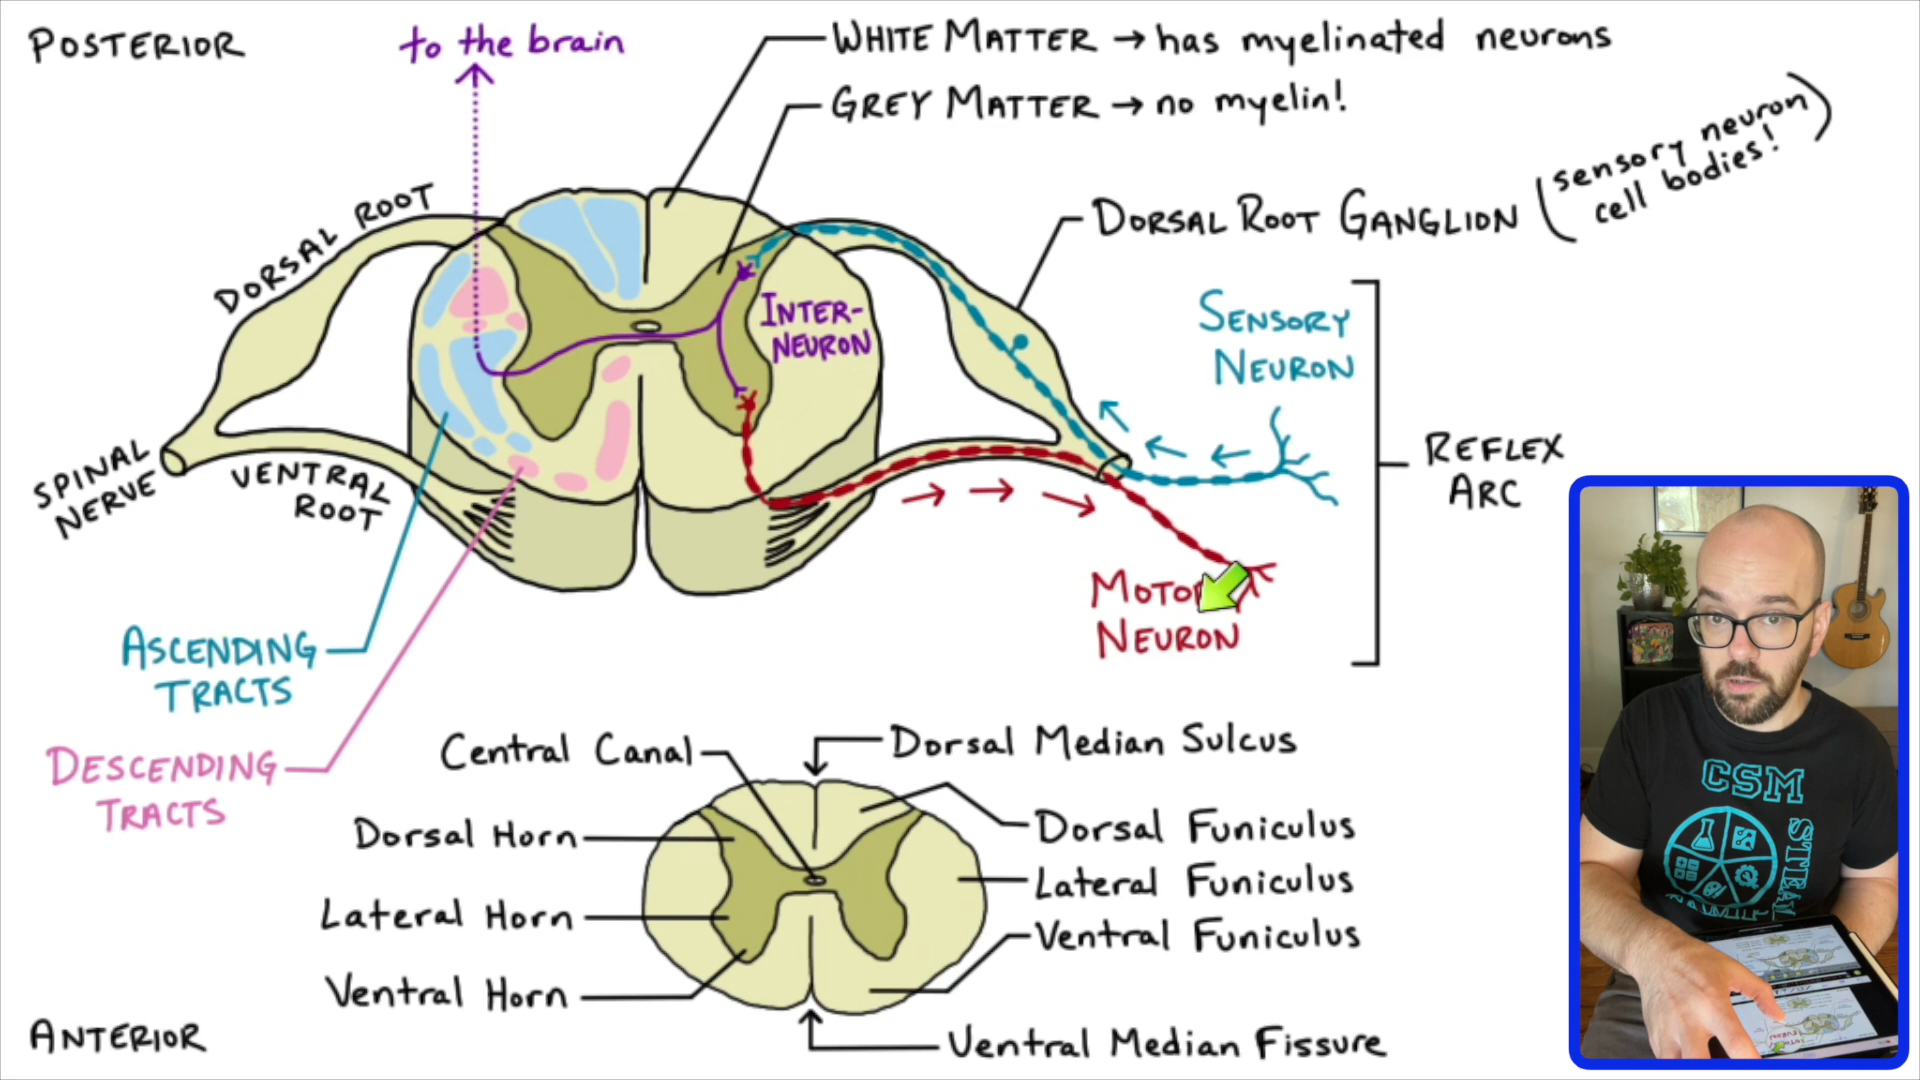 POSTERIOR
to the brain
WHITE MATTER → has myelinated neurons
GREY MATTER → no myelin!
(sensory neuron
cell bodies!)
DORSAL ROOT GANGLION
DORSAL ROOT
INTER-
NEURON
SENSORY
NEURON
REFLEX
ARC
SPINAL
NERVE
VENTRAL
ROOT
MOTOR
NEURON
ASCENDING
TRACTS
DESCENDING
TRACTS
Central Canal
Dorsal Median Sulcus
Dorsal Horn
Dorsal Funiculus
Lateral Funiculus
Lateral Horn
Ventral Funiculus
Ventral Horn
Ventral Median Fissure
ANTERIOR
CSM
STEAM
CAMP